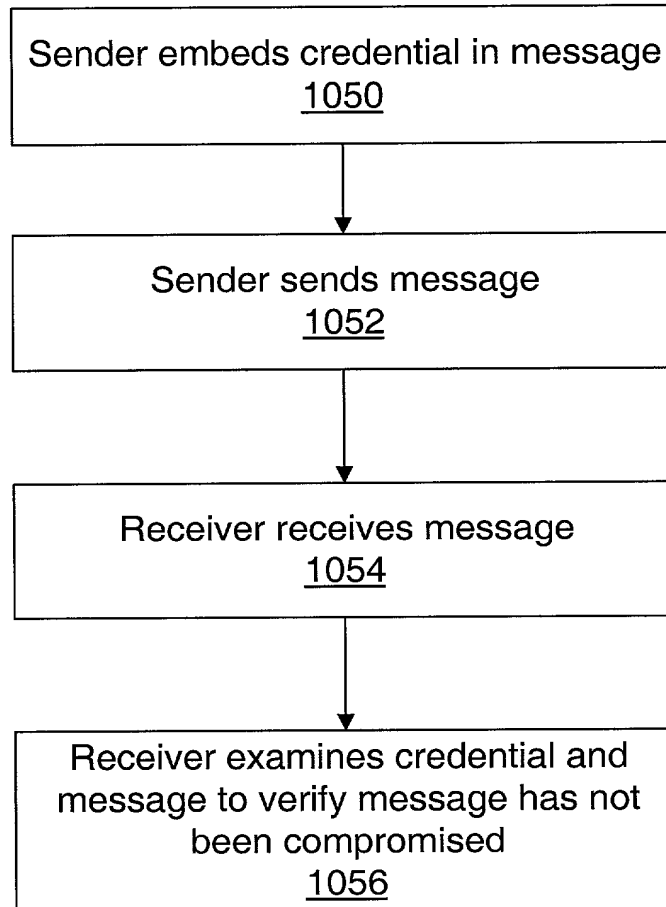 Sender embeds credential in message
1050
Sender sends message
1052
Receiver receives message
1054
Receiver examines credential and
message to verify message has not
been compromised
1056